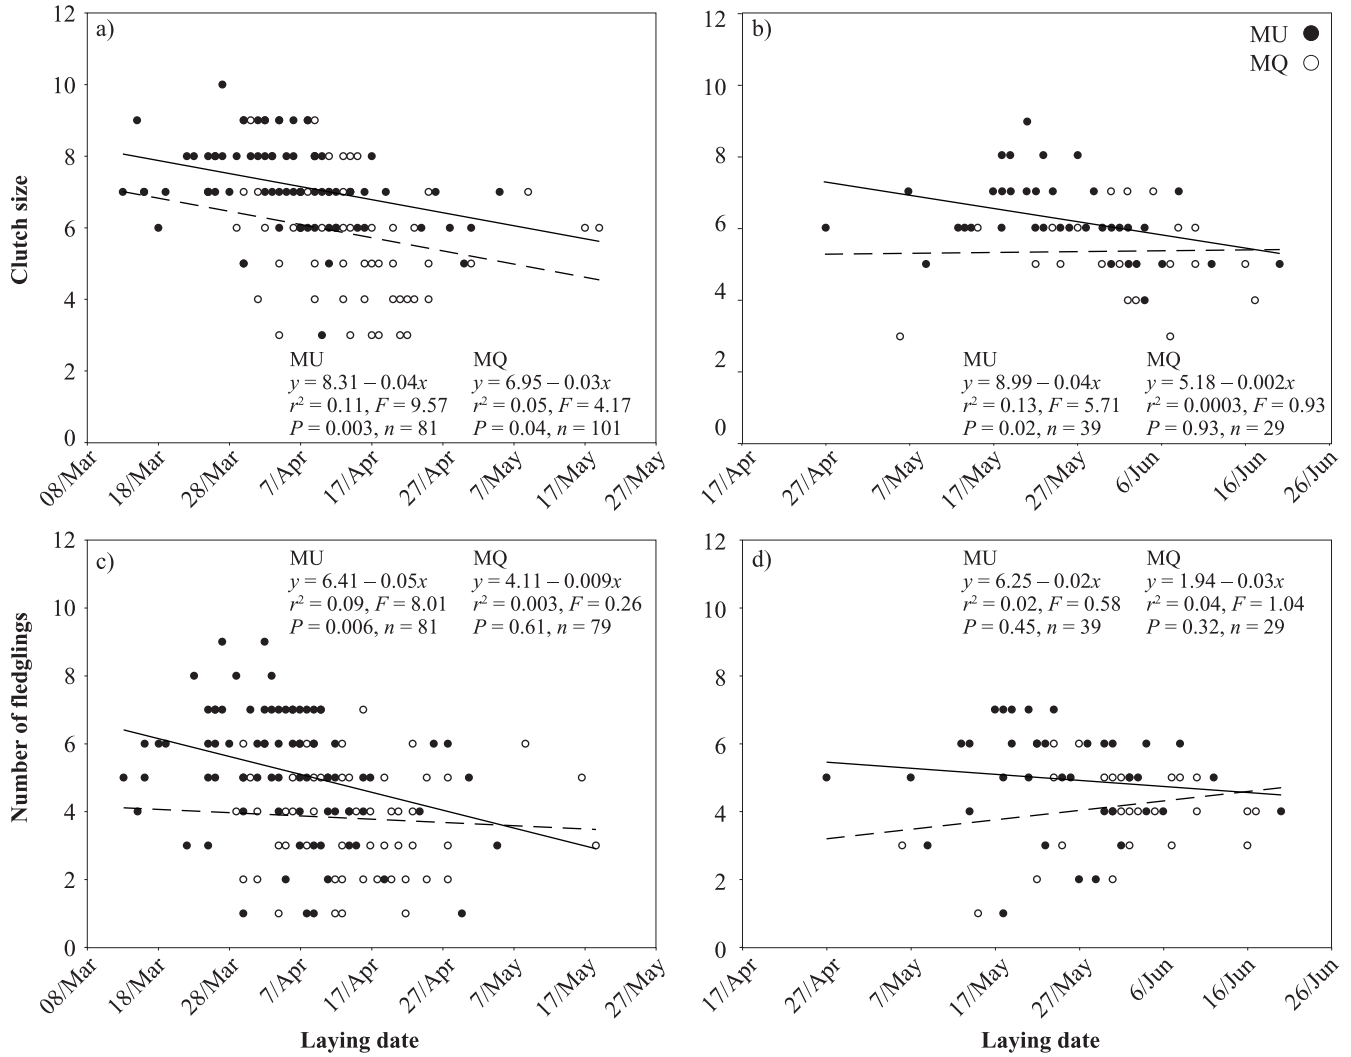 a)
12
10
8
6
4
2
0
Clutch size
MU
y = 8.31 – 0.04x
r² = 0.11, F = 9.57
P = 0.003, n = 81
MQ
y = 6.95 – 0.03x
r² = 0.05, F = 4.17
P = 0.04, n = 101
08/Mar
18/Mar
28/Mar
7/Apr
17/Apr
27/Apr
7/May
17/May
27/May
b)
MU
MQ
12
10
8
6
4
2
0
MU
y = 8.99 – 0.04x
r² = 0.13, F = 5.71
P = 0.02, n = 39
MQ
y = 5.18 – 0.002x
r² = 0.0003, F = 0.93
P = 0.93, n = 29
17/Apr
27/Apr
7/May
17/May
27/May
6/Jun
16/Jun
26/Jun
c)
12
10
8
6
4
2
0
Number of fledglings
MU
y = 6.41 – 0.05x
r² = 0.09, F = 8.01
P = 0.006, n = 81
MQ
y = 4.11 – 0.009x
r² = 0.003, F = 0.26
P = 0.61, n = 79
08/Mar
18/Mar
28/Mar
7/Apr
17/Apr
27/Apr
7/May
17/May
27/May
Laying date
d)
12
10
8
6
4
2
0
MU
y = 6.25 – 0.02x
r² = 0.02, F = 0.58
P = 0.45, n = 39
MQ
y = 1.94 – 0.03x
r² = 0.04, F = 1.04
P = 0.32, n = 29
17/Apr
27/Apr
7/May
17/May
27/May
6/Jun
16/Jun
26/Jun
Laying date